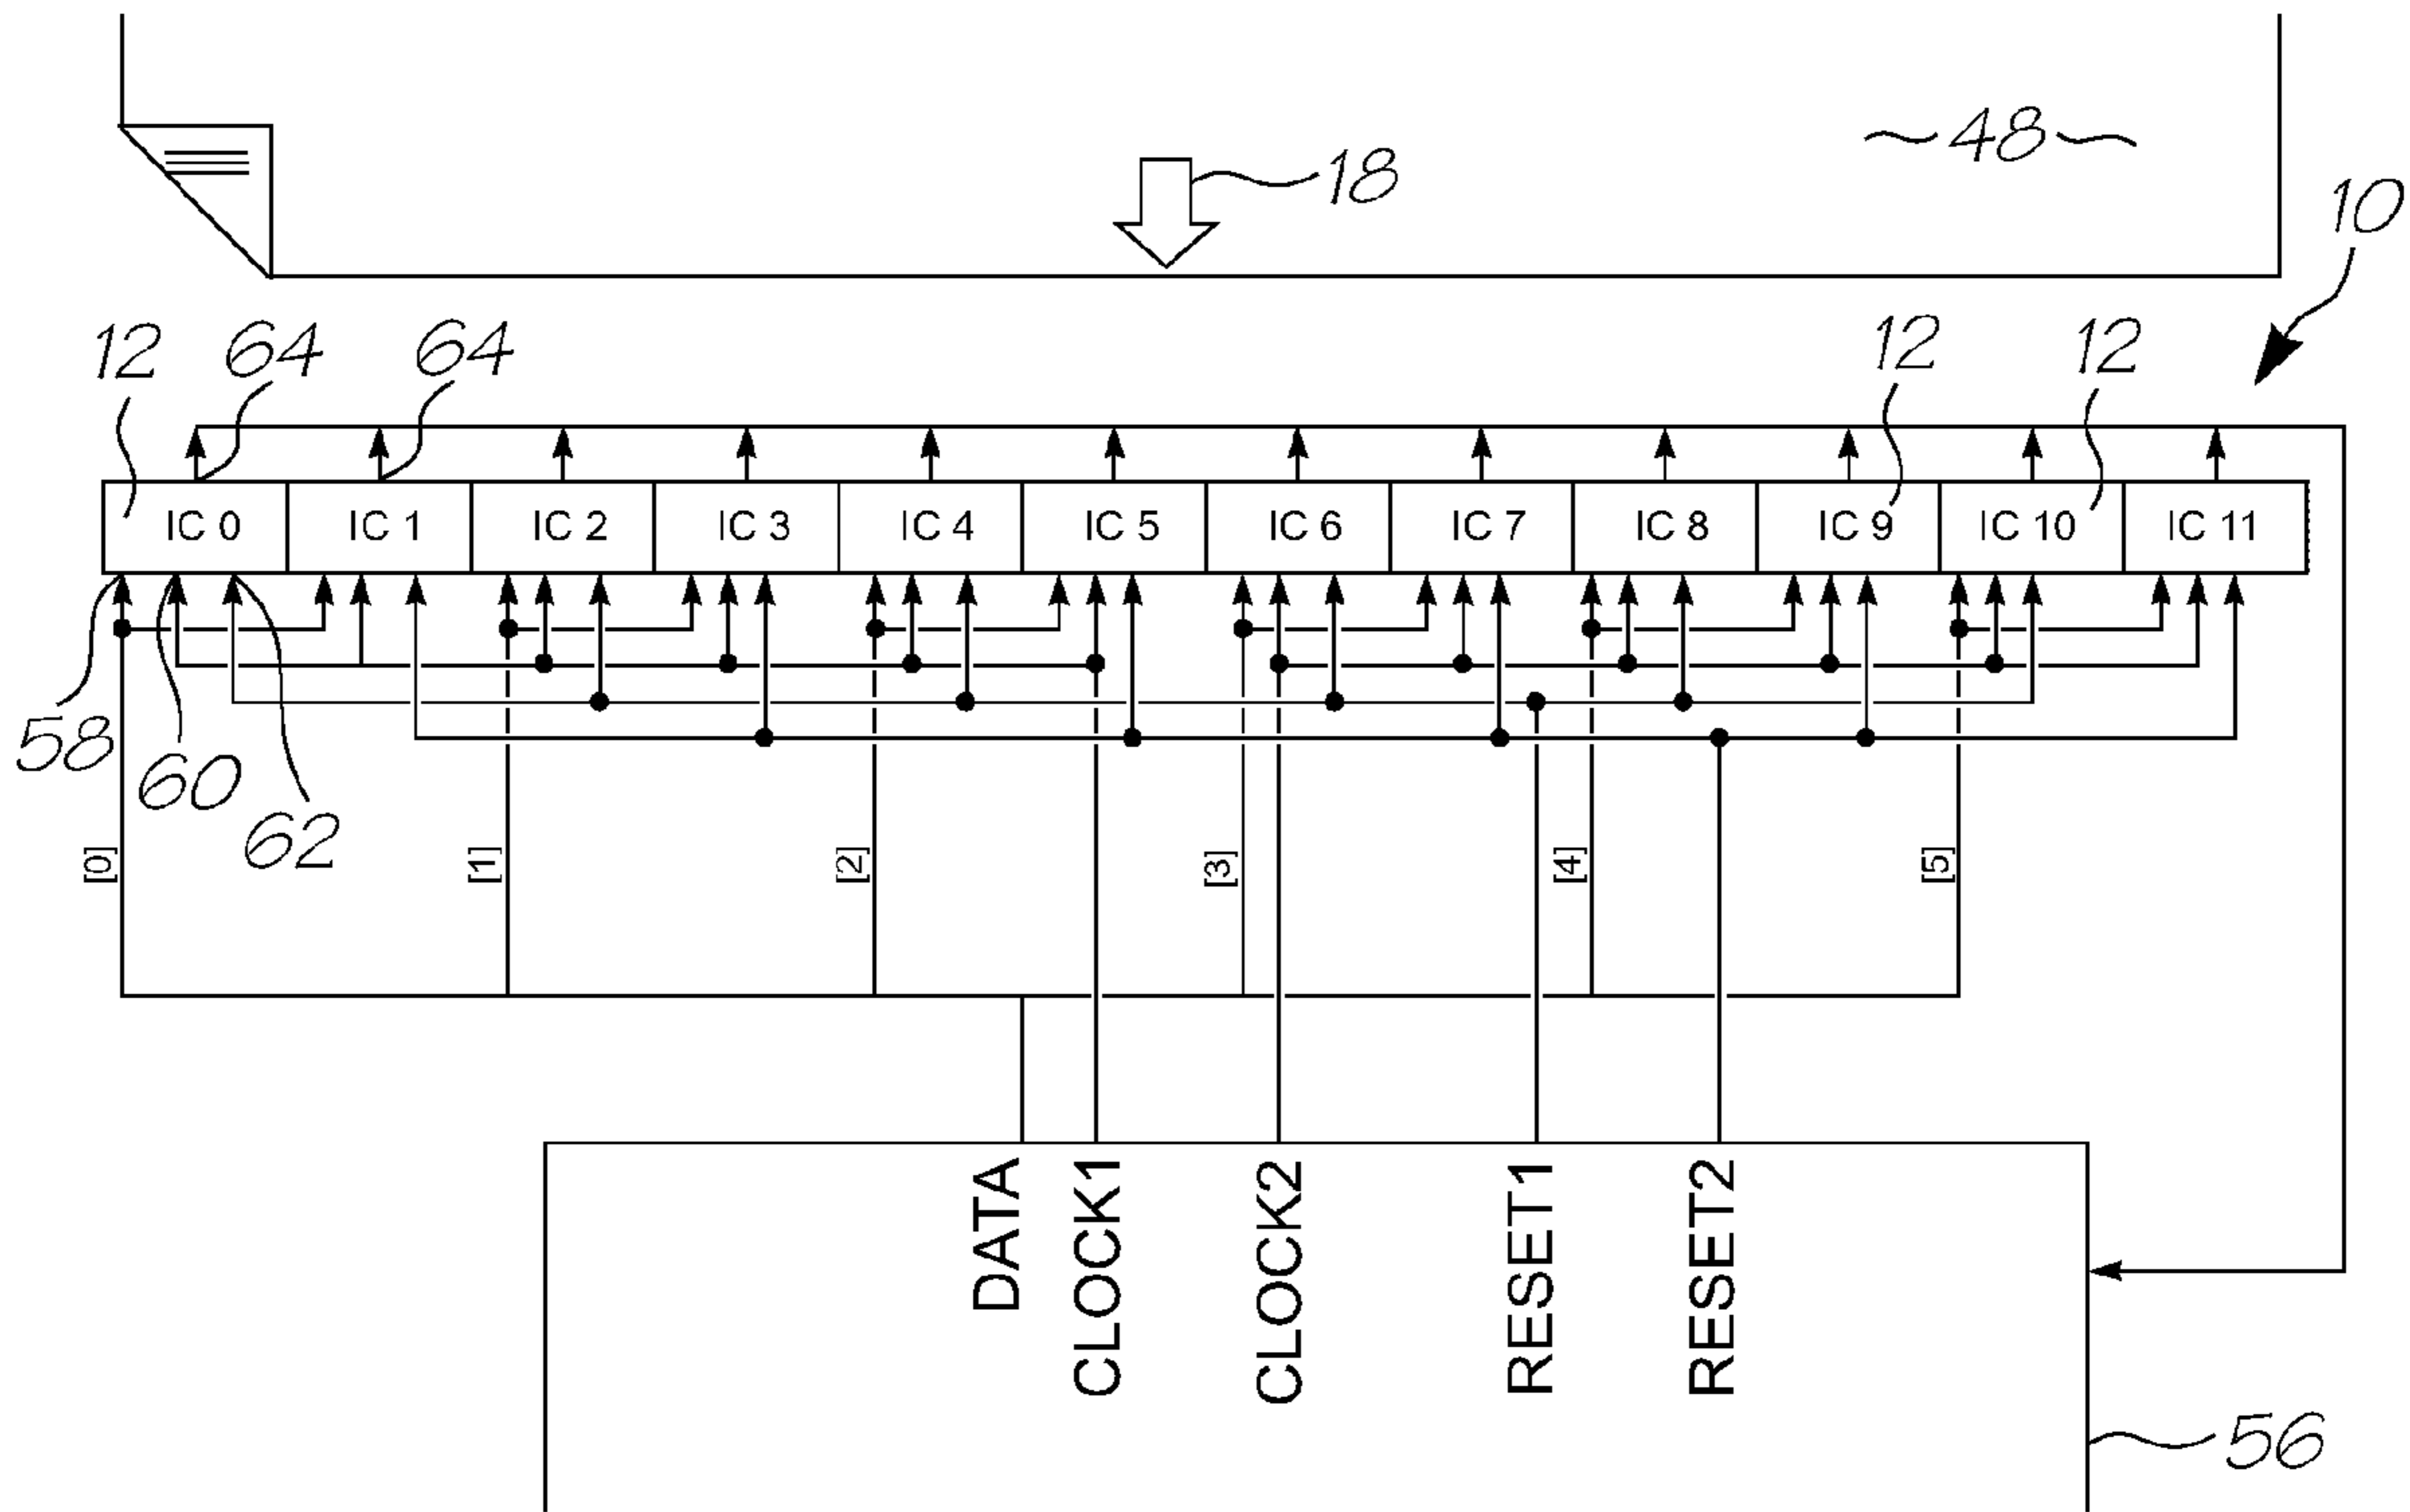 ~48~
18
10
12
64
64
12
12
IC 0
IC 1
IC 2
IC 3
IC 4
IC 5
IC 6
IC 7
IC 8
IC 9
IC 10
IC 11
58
60
62
[0]
[1]
[2]
[3]
[4]
[5]
DATA
CLOCK1
CLOCK2
RESET1
RESET2
56